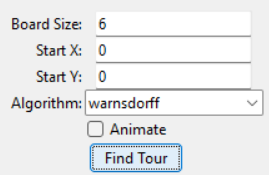 Board Size: 6
Start X: 0
Start Y: 0
Algorithm: warnsdorff
Animate
Find Tour